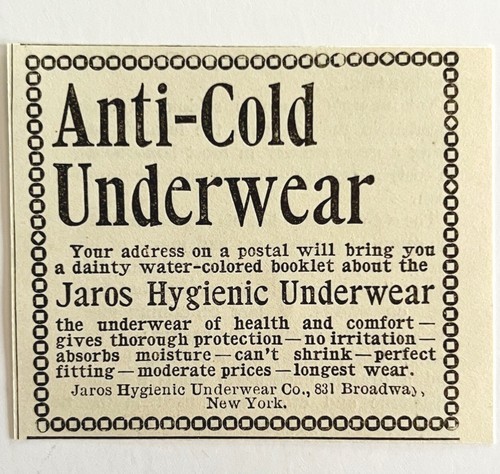 Anti-Cold
Underwear
Your address on a postal will bring you
a dainty water-colored booklet about the
Jaros Hygienic Underwear
the underwear of health and comfort—
gives thorough protection—no irritation—
absorbs moisture—can't shrink—perfect
fitting—moderate prices—longest wear.
Jaros Hygienic Underwear Co., 831 Broadway,
New York.